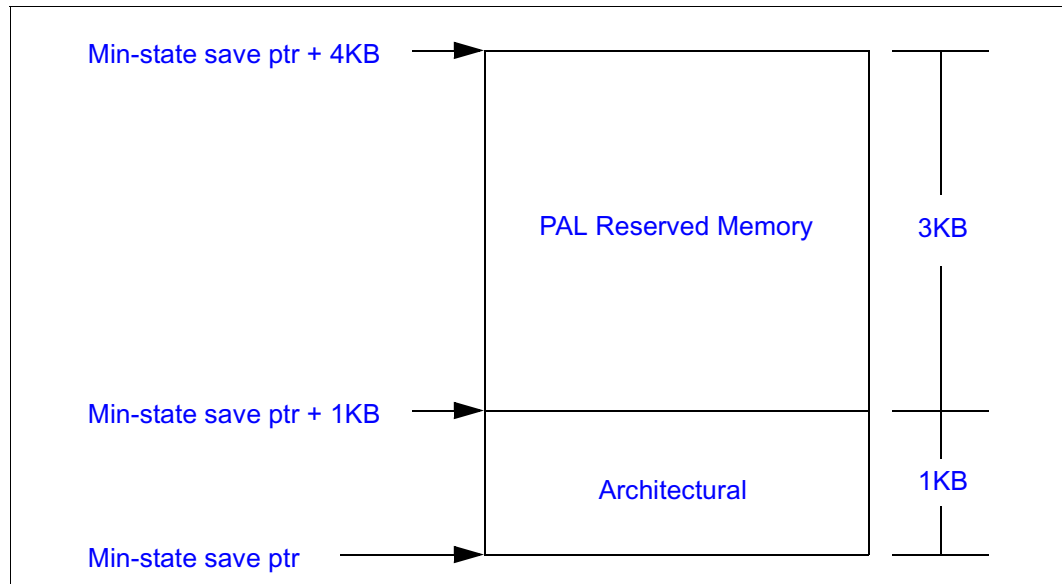 Min-state save ptr + 4KB
PAL Reserved Memory
3KB
Min-state save ptr + 1KB
Architectural
1KB
Min-state save ptr